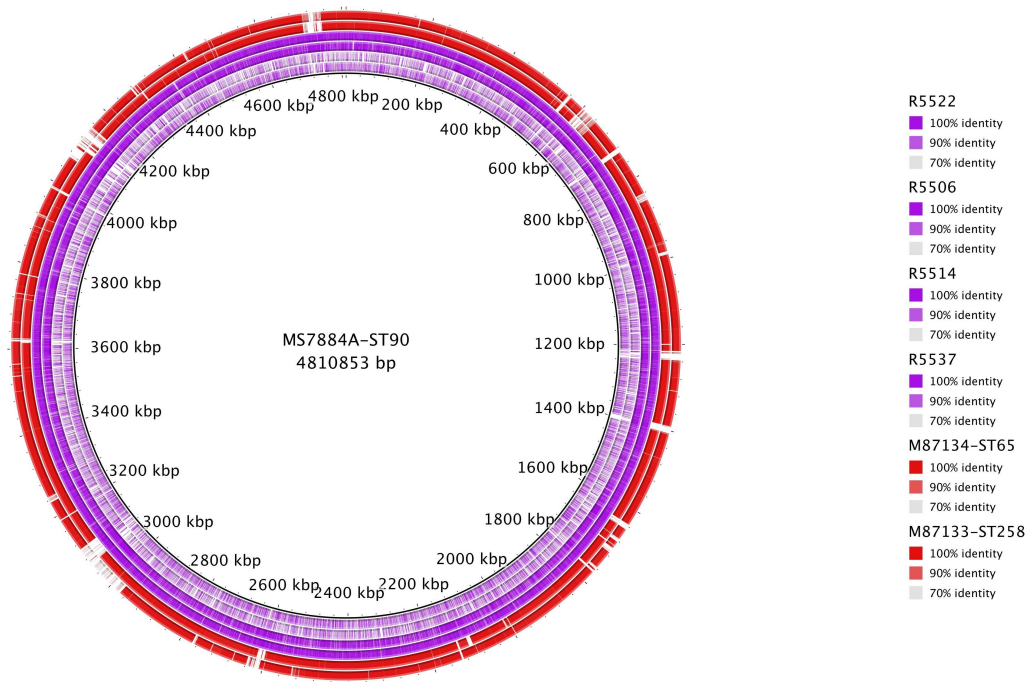 MS7884A-ST90
4810853 bp
4800 kbp
200 kbp
400 kbp
600 kbp
800 kbp
1000 kbp
1200 kbp
1400 kbp
1600 kbp
1800 kbp
2000 kbp
2200 kbp
2400 kbp
2600 kbp
2800 kbp
3000 kbp
3200 kbp
3400 kbp
3600 kbp
3800 kbp
4000 kbp
4200 kbp
4400 kbp
4600 kbp
R5522
100% identity
90% identity
70% identity
R5506
100% identity
90% identity
70% identity
R5514
100% identity
90% identity
70% identity
R5537
100% identity
90% identity
70% identity
M87134-ST65
100% identity
90% identity
70% identity
M87133-ST258
100% identity
90% identity
70% identity